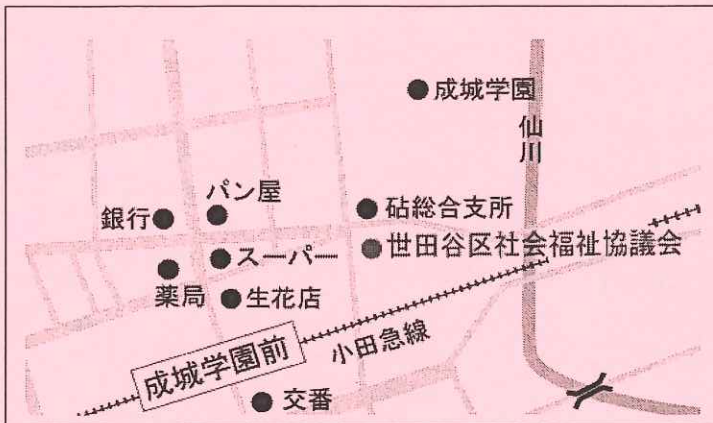 成城学園
仙川
パン屋
銀行
砧総合支所
世田谷区社会福祉協議会
スーパー
薬局
生花店
小田急線
成城学園前
交番